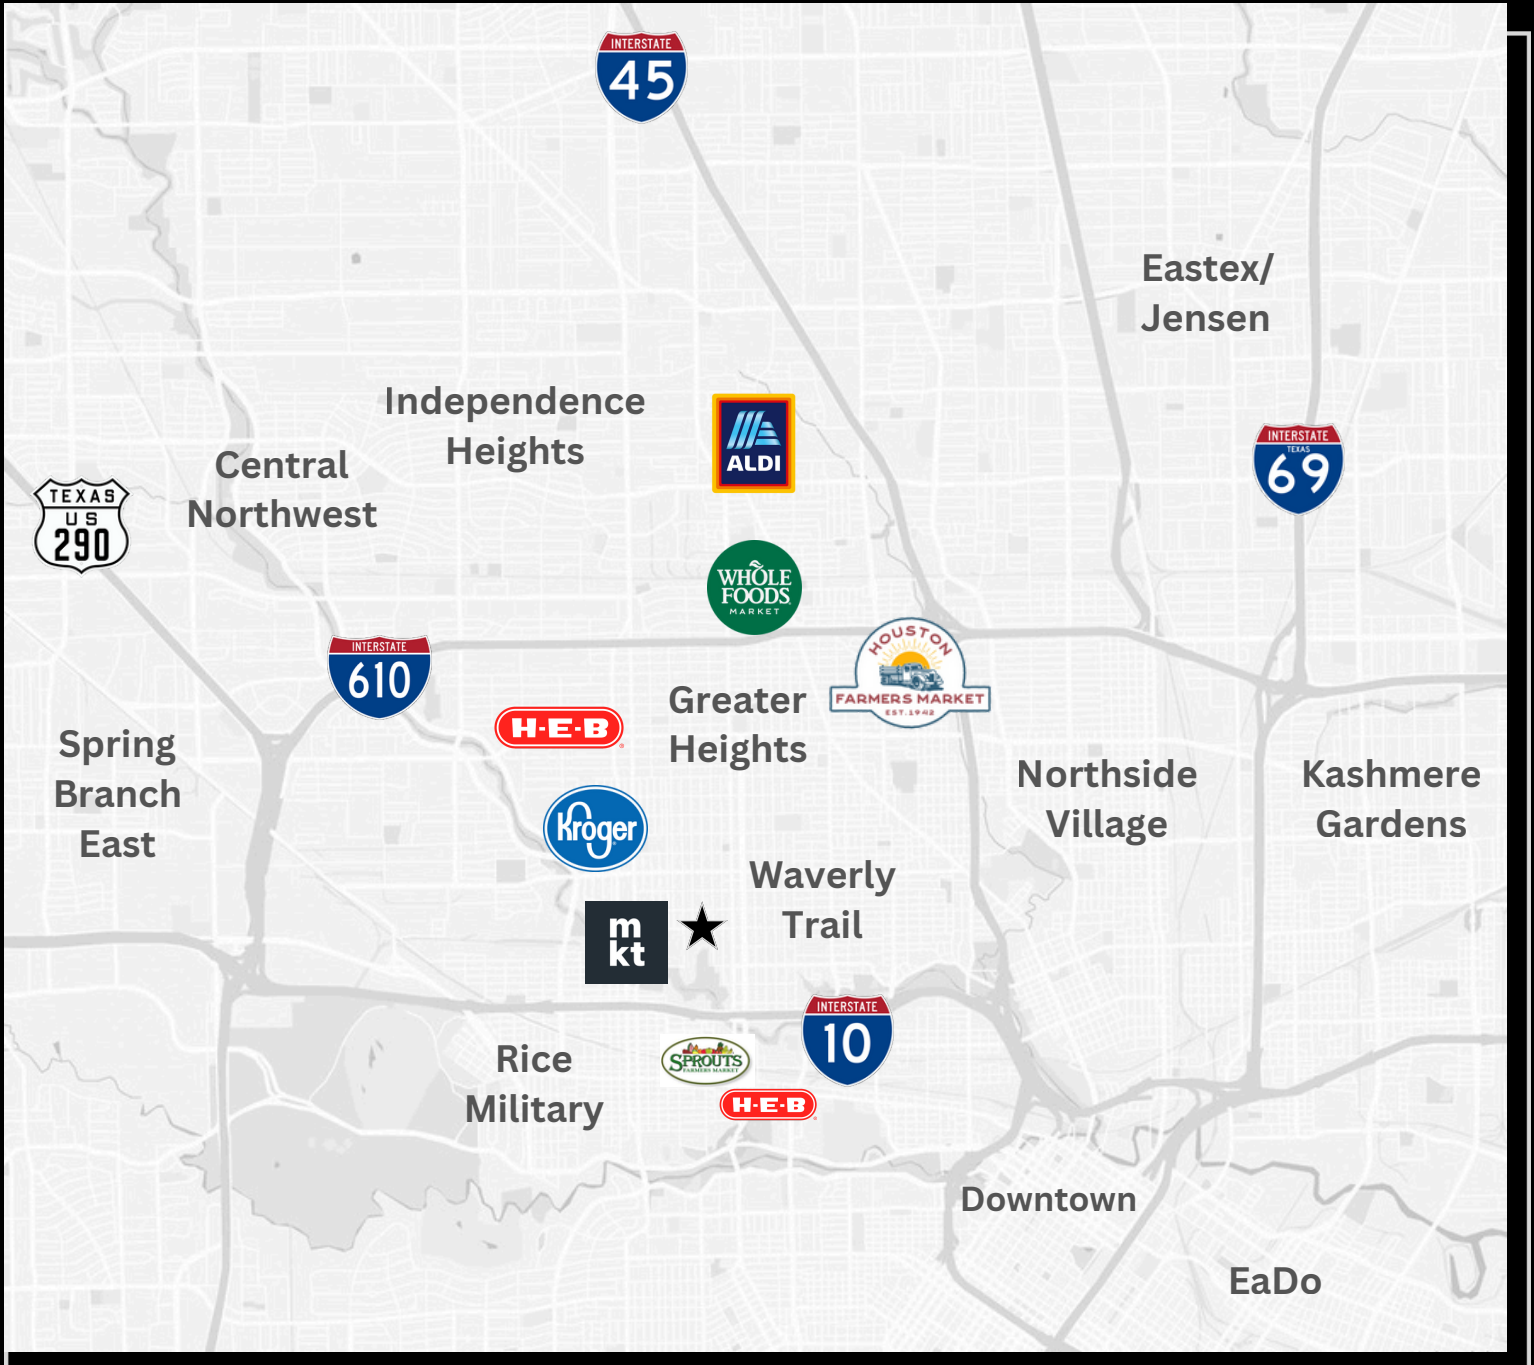 INTERSTATE
45
Eastex/
Jensen
Independence
Heights
ALDI
INTERSTATE
TEXAS
69
Central
Northwest
TEXAS
US
290
WHOLE
FOODS
MARKET
HOUSTON
FARMERS MARKET
EST. 1942
INTERSTATE
610
H-E-B
Greater
Heights
Spring
Branch
East
Northside
Village
Kashmere
Gardens
Kroger
Waverly
Trail
m
kt
INTERSTATE
10
Rice
Military
SPROUTS
FARMERS MARKET
H-E-B
Downtown
EaDo